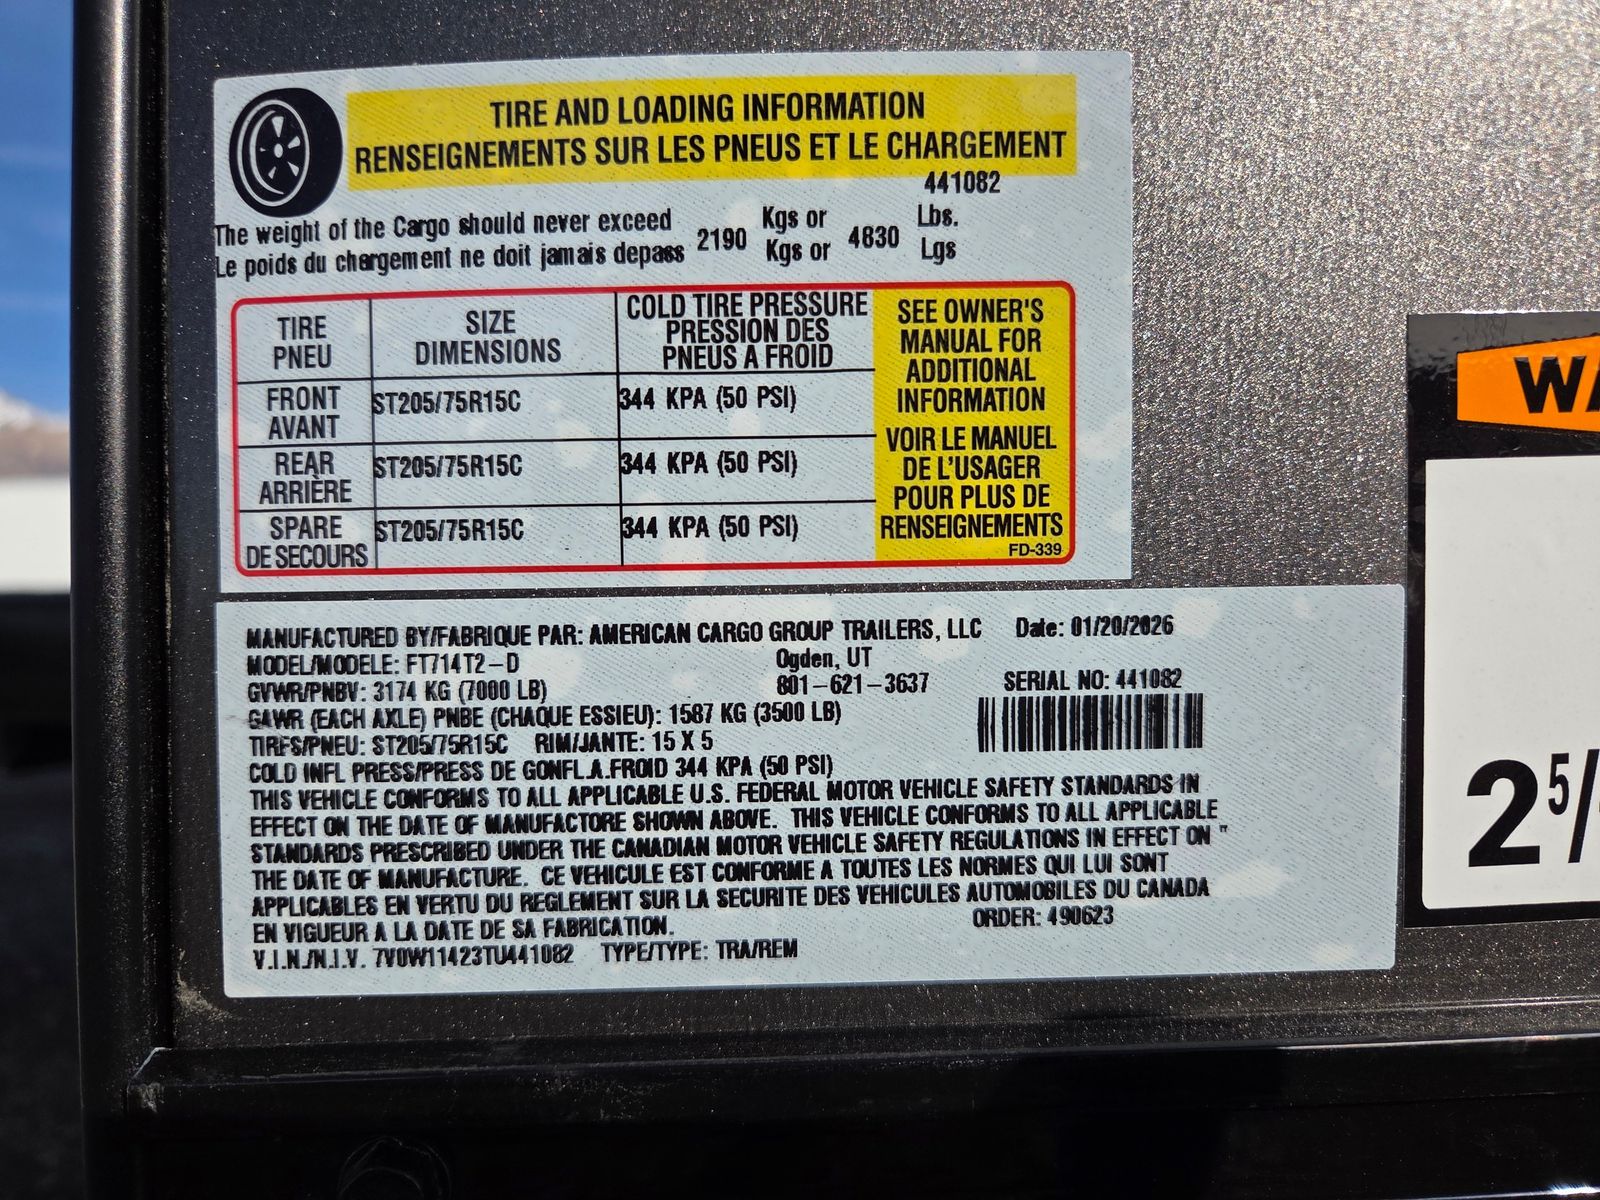 TIRE AND LOADING INFORMATION
RENSEIGNEMENTS SUR LES PNEUS ET LE CHARGEMENT
441082
The weight of the Cargo should never exceed 2190 Kgs or 4830 Lbs.
Le poids du chargement ne doit jamais depass Kgs or Lgs
TIRE PNEU
SIZE DIMENSIONS
COLD TIRE PRESSURE
PRESSION DES
PNEUS A FROID
FRONT AVANT ST205/75R15C 344 KPA (50 PSI)
REAR ARRIÈRE ST205/75R15C 344 KPA (50 PSI)
SPARE DE SECOURS ST205/75R15C 344 KPA (50 PSI)
SEE OWNER'S
MANUAL FOR
ADDITIONAL
INFORMATION
VOIR LE MANUEL
DE L'USAGER
POUR PLUS DE
RENSEIGNEMENTS
FD-339
MANUFACTURED BY/FABRIQUE PAR: AMERICAN CARGO GROUP TRAILERS, LLC Date: 01/20/2026
MODEL/MODELE: FT714T2-D Ogden, UT
GVWR/PNBV: 3174 KG (7000 LB) 801-621-3637 SERIAL NO: 441082
GAWR (EACH AXLE) PNBE (CHAQUE ESSIEU): 1587 KG (3500 LB)
TIRES/PNEU: ST205/75R15C RIM/JANTE: 15 X 5
COLD INFL PRESS/PRESS DE GONFL.A.FROID 344 KPA (50 PSI)
THIS VEHICLE CONFORMS TO ALL APPLICABLE U.S. FEDERAL MOTOR VEHICLE SAFETY STANDARDS IN
EFFECT ON THE DATE OF MANUFACTORE SHOWN ABOVE. THIS VEHICLE CONFORMS TO ALL APPLICABLE
STANDARDS PRESCRIBED UNDER THE CANADIAN MOTOR VEHICLE SAFETY REGULATIONS IN EFFECT ON "
THE DATE OF MANUFACTURE. CE VEHICULE EST CONFORME A TOUTES LES NORMES QUI LUI SONT
APPLICABLES EN VERTU DU REGLEMENT SUR LA SECURITE DES VEHICULES AUTOMOBILES DU CANADA
EN VIGUEUR A LA DATE DE SA FABRICATION. ORDER: 490623
V.I.N./N.I.V. 7V0W11423TU441082 TYPE/TYPE: TRA/REM
WA
2 5/